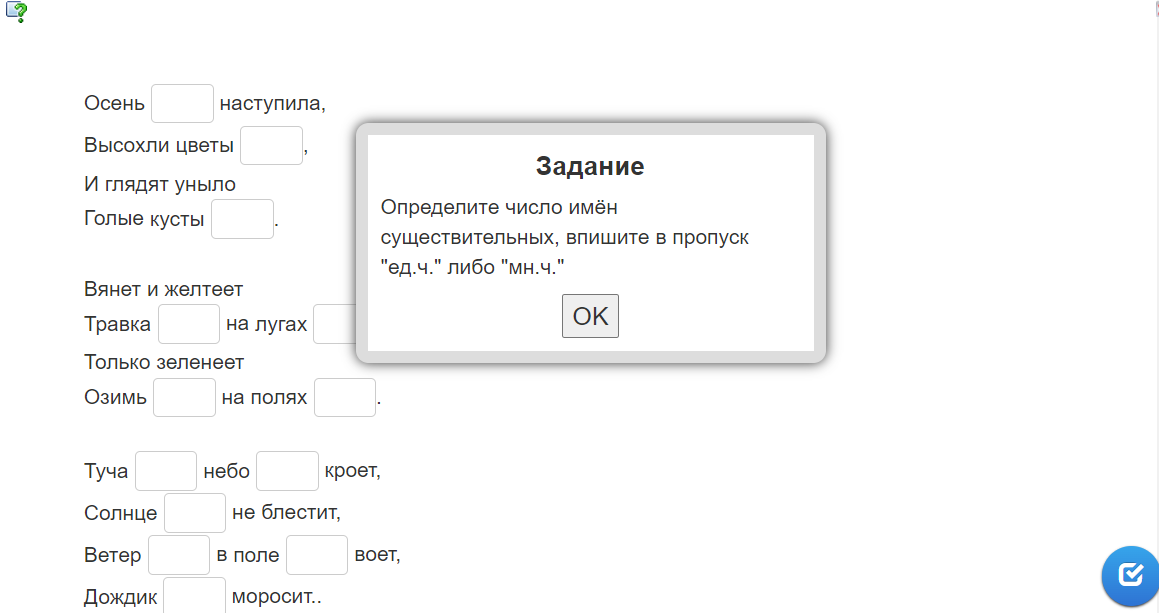 Осень наступила,
Высохли цветы ,
И глядят уныло
Голые кусты .
Вянет и желтеет
Травка на лугах
Только зеленеет
Озимь на полях .
Туча небо кроет,
Солнце не блестит,
Ветер в поле воет,
Дождик моросит..
Задание
Определите число имён
существительных, впишите в пропуск
"ед.ч." либо "мн.ч."
OK